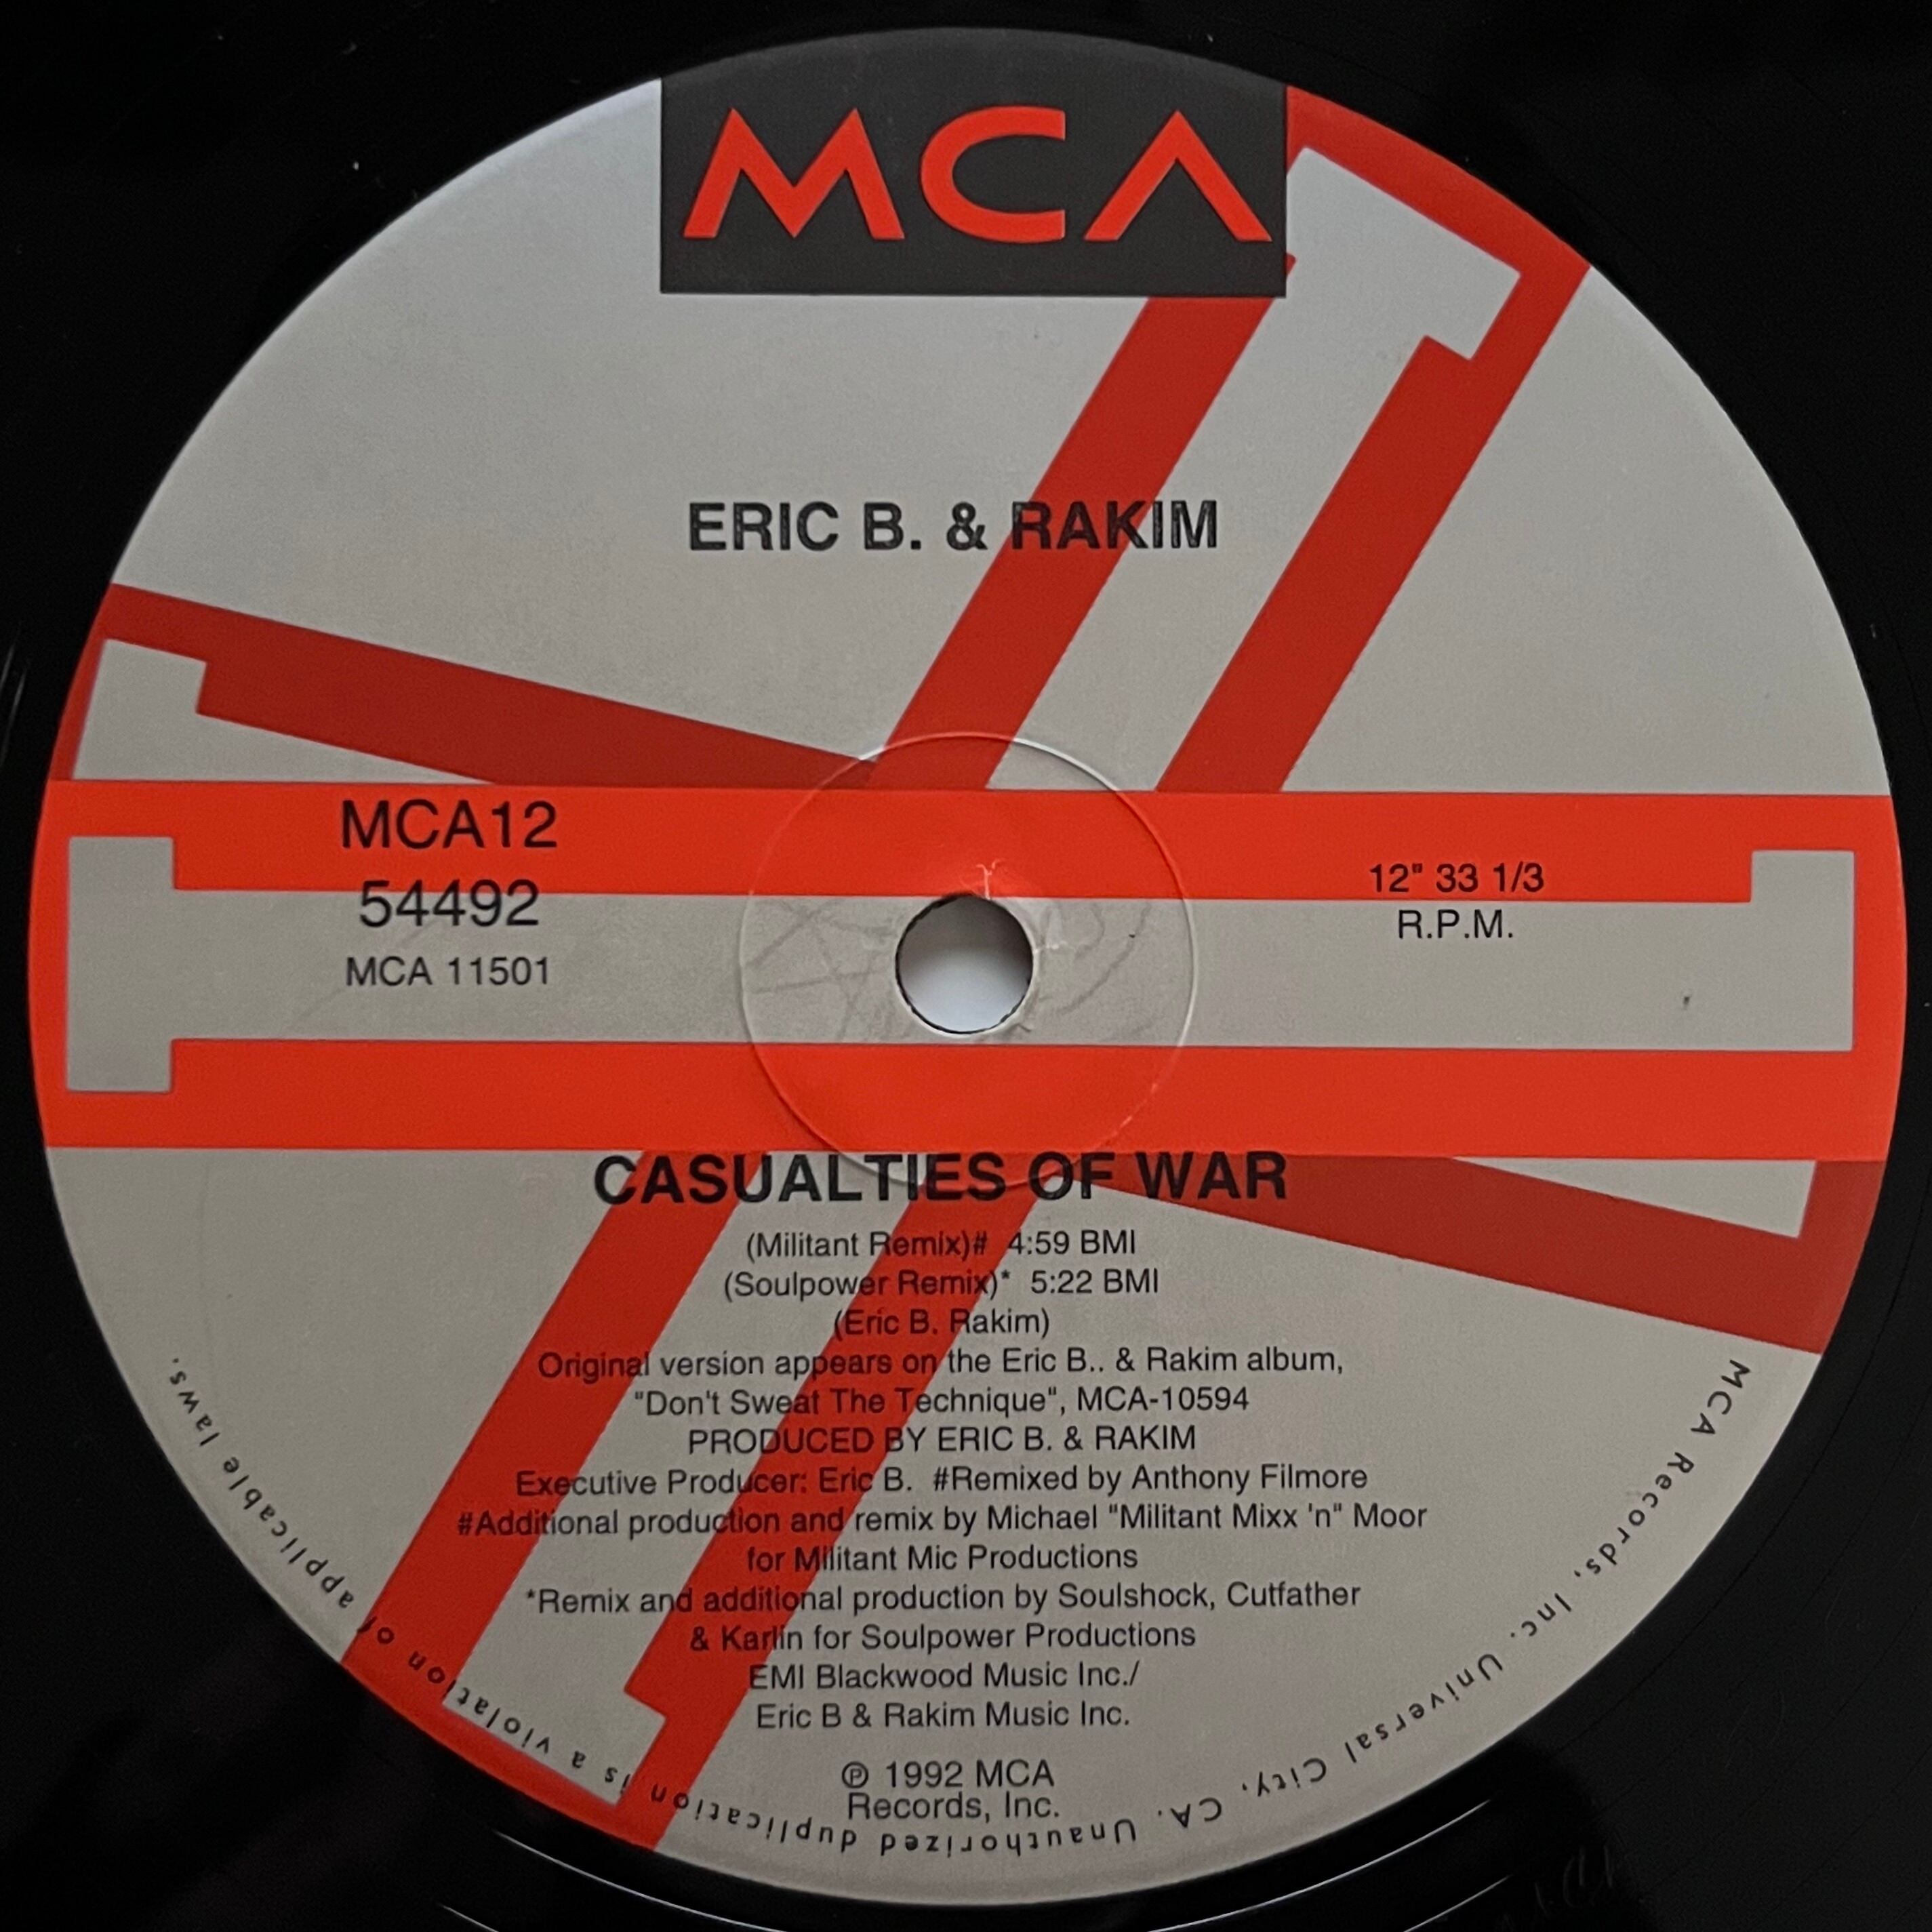 MCA
ERIC B. & RAKIM
MCA12
54492
MCA 11501
12" 33 1/3
R.P.M.
CASUALTIES OF WAR
(Militant Remix)# 4:59 BMI
(Soulpower Remix)* 5:22 BMI
(Eric B. Rakim)
Original version appears on the Eric B.. & Rakim album,
"Don't Sweat The Technique", MCA-10594
PRODUCED BY ERIC B. & RAKIM
Executive Producer: Eric B. #Remixed by Anthony Filmore
#Additional production and remix by Michael "Militant Mixx 'n" Moor
for Militant Mic Productions
*Remix and additional production by Soulshock, Cutfather
& Karlin for Soulpower Productions
EMI Blackwood Music Inc./
Eric B & Rakim Music Inc.
℗ 1992 MCA
Records, Inc.
MCA Records, Inc. Universal City, CA. Unauthorized duplication is a violation of applicable laws.